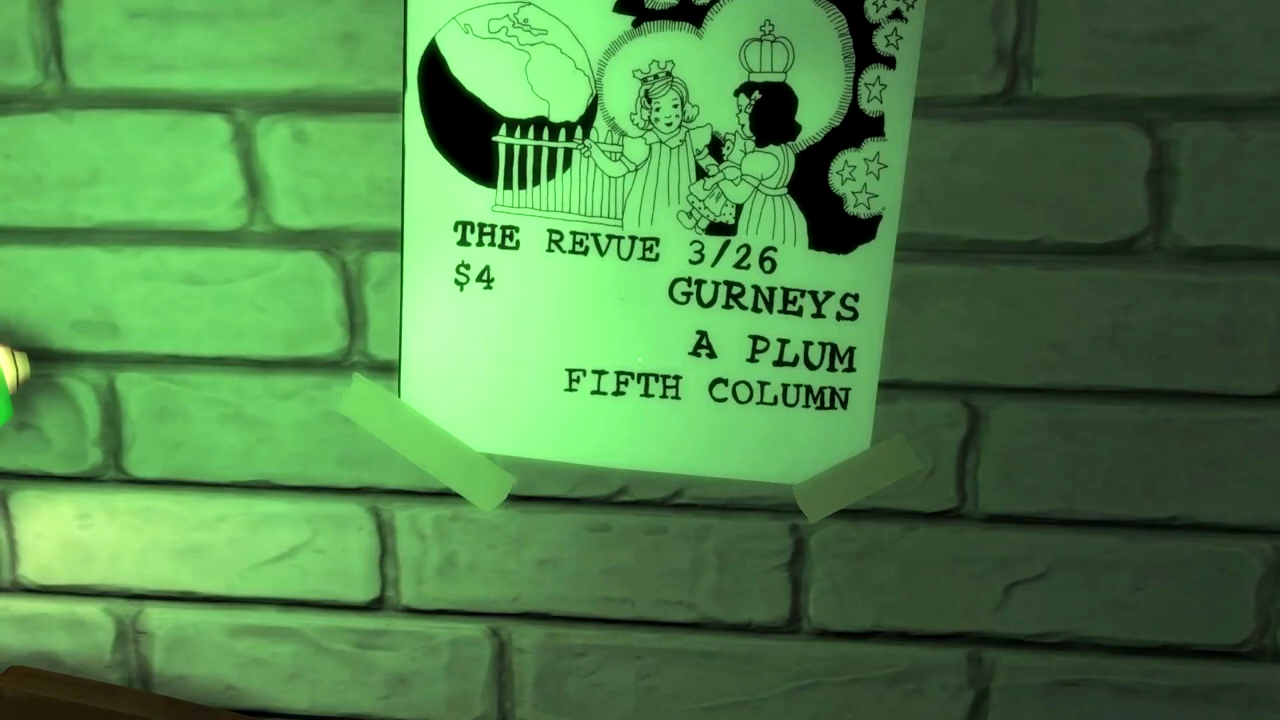 THE REVUE 3/26
$4
GURNEYS
A PLUM
FIFTH COLUMN